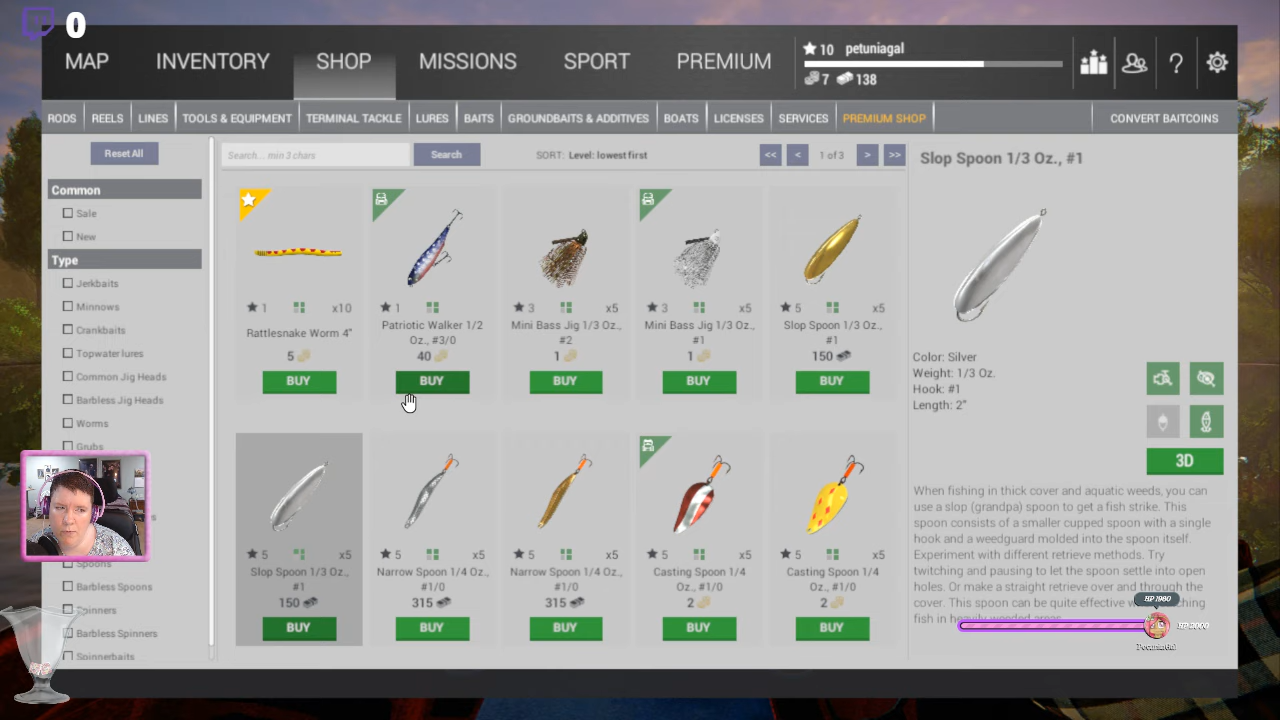 0
MAP INVENTORY SHOP MISSIONS SPORT PREMIUM
10 petuniagal
7 138
RODS REELS LINES TOOLS & EQUIPMENT TERMINAL TACKLE LURES BAITS GROUNDBAITS & ADDITIVES BOATS LICENSES SERVICES PREMIUM SHOP CONVERT BAITCOINS
Reset All
Search... min 3 chars
Search
SORT: Level: lowest first
<< < 1 of 3 > >>
Common
Sale
New
Type
Jerkbaits
Minnows
Crankbaits
Topwater lures
Common Jig Heads
Barbless Jig Heads
Worms
Grubs
Spoons
Barbless Spoons
Spinners
Barbless Spinners
Spinnerbaits
1 x10
Rattlesnake Worm 4"
5
BUY
1
Patriotic Walker 1/2
Oz., #3/0
40
BUY
3 x5
Mini Bass Jig 1/3 Oz.,
#2
1
BUY
3 x5
Mini Bass Jig 1/3 Oz.,
#1
1
BUY
5 x5
Slop Spoon 1/3 Oz.,
#1
150
BUY
5 x5
Slop Spoon 1/3 Oz.,
#1
150
BUY
5 x5
Narrow Spoon 1/4 Oz.,
#1/0
315
BUY
5 x5
Narrow Spoon 1/4 Oz.,
#1/0
315
BUY
5 x5
Casting Spoon 1/4
Oz., #1/0
2
BUY
5 x5
Casting Spoon 1/4
Oz., #1/0
2
BUY
Slop Spoon 1/3 Oz., #1
Color: Silver
Weight: 1/3 Oz.
Hook: #1
Length: 2"
3D
When fishing in thick cover and aquatic weeds, you can
use a slop (grandpa) spoon to get a fish strike. This
spoon consists of a smaller cupped spoon with a single
hook and a weedguard molded into the spoon itself.
Experiment with different retrieve methods. Try
twitching and pausing to let the spoon settle into open
holes. Or make a straight retrieve over and through the
cover. This spoon can be quite effective
fish in heavily weeded areas.
HP 1980